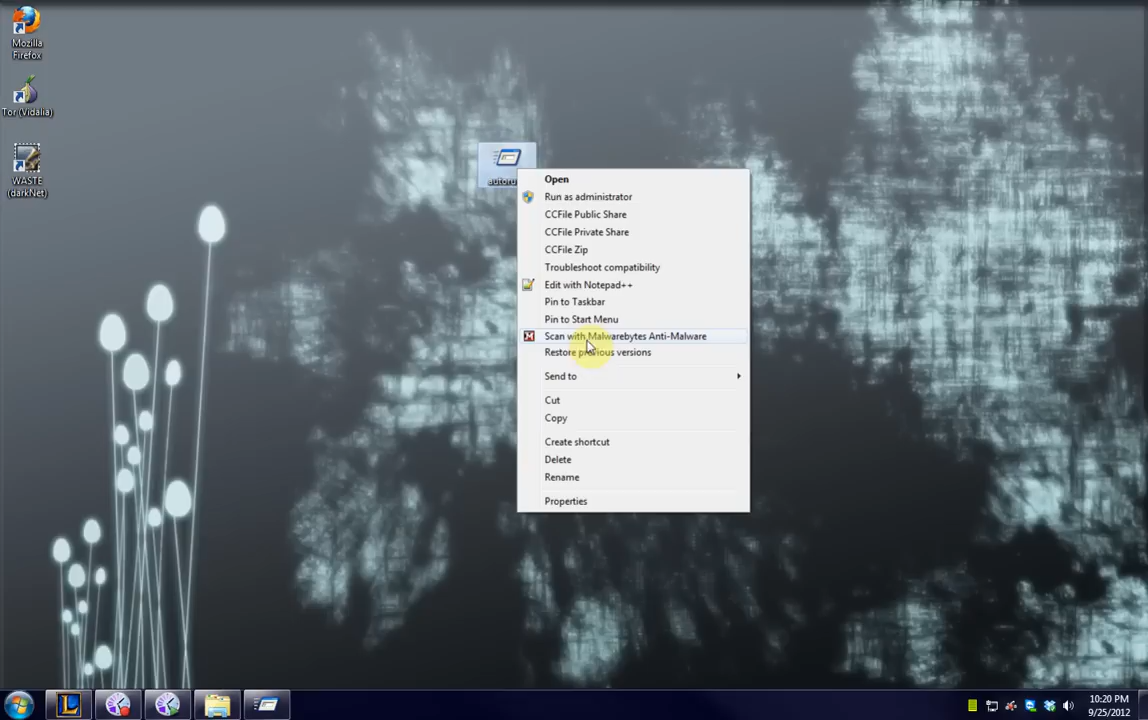 Mozilla
Firefox
Tor (Vidalia)
WASTE
(darkNet)
Open
Run as administrator
CCFile Public Share
CCFile Private Share
CCFile Zip
Troubleshoot compatibility
Edit with Notepad++
Pin to Taskbar
Pin to Start Menu
Scan with Malwarebytes Anti-Malware
Restore previous versions
Send to
Cut
Copy
Create shortcut
Delete
Rename
Properties
10:20 PM
9/25/2012